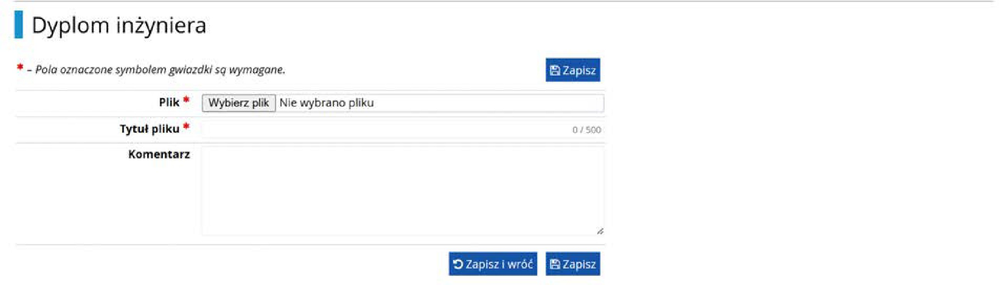 Dyplom inżyniera
* – Pola oznaczone symbolem gwiazdki są wymagane.
Zapisz
Plik *
Wybierz plik Nie wybrano pliku
Tytuł pliku *
0 / 500
Komentarz
Zapisz i wróć
Zapisz